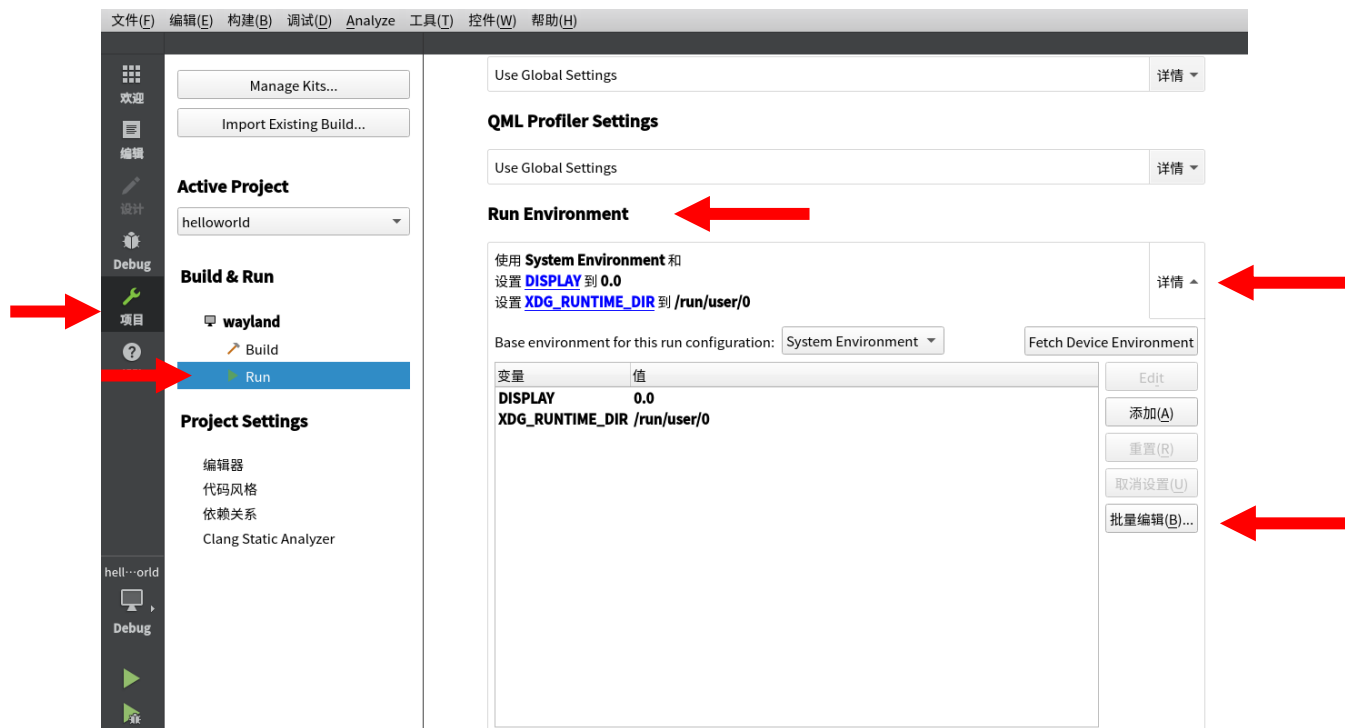 文件(F) 编辑(E) 构建(B) 调试(D) Analyze 工具(T) 控件(W) 帮助(H)
欢迎
编辑
设计
Debug
项目
hell···orld
Debug
Manage Kits...
Import Existing Build...
Active Project
helloworld
Build & Run
wayland
Build
Run
Project Settings
编辑器
代码风格
依赖关系
Clang Static Analyzer
Use Global Settings 详情
QML Profiler Settings
Use Global Settings 详情
Run Environment
使用 System Environment 和
设置 DISPLAY 到 0.0
设置 XDG_RUNTIME_DIR 到 /run/user/0
详情
Base environment for this run configuration: System Environment Fetch Device Environment
变量 值
DISPLAY 0.0
XDG_RUNTIME_DIR /run/user/0
Edit
添加(A)
重置(R)
取消设置(U)
批量编辑(B)...